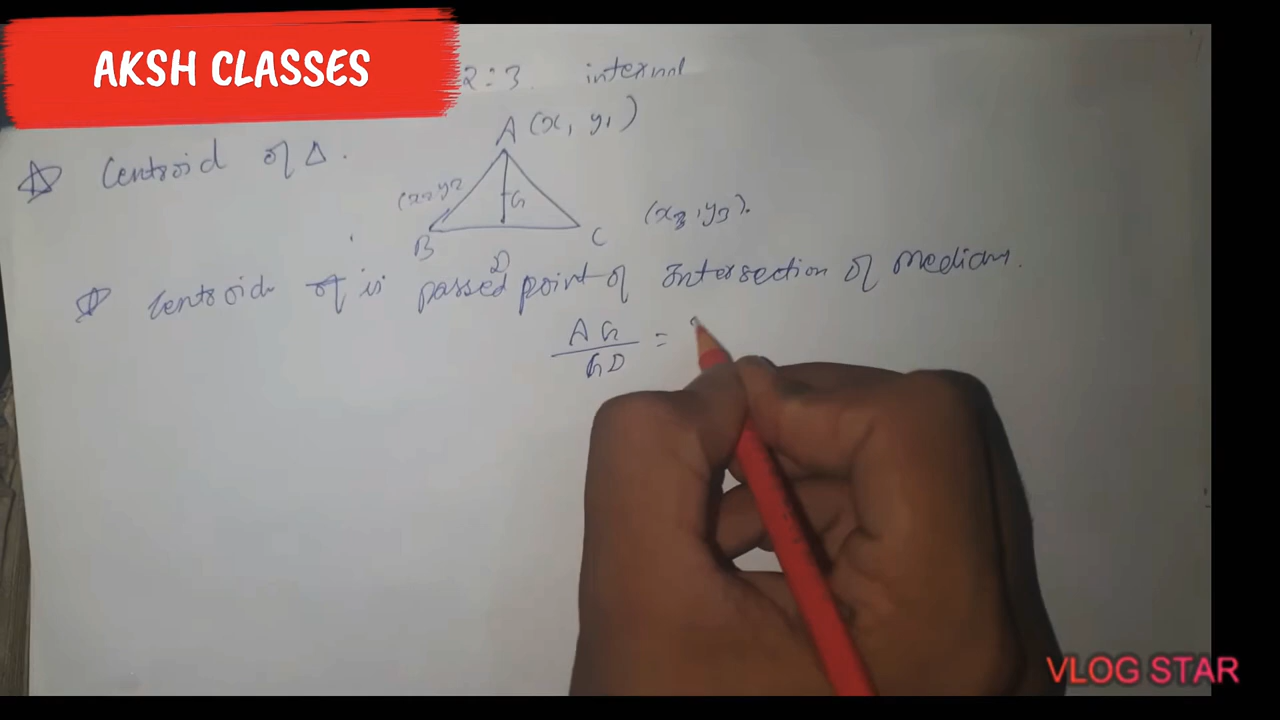 AKSH CLASSES
2:3. internal
A (x, y1)
Centroid of Δ.
(x2 y2
G
(x3, y3).
B
C
D
Centroid of is passed point of Intersection of Medians.
AG
GD
=
VLOG STAR